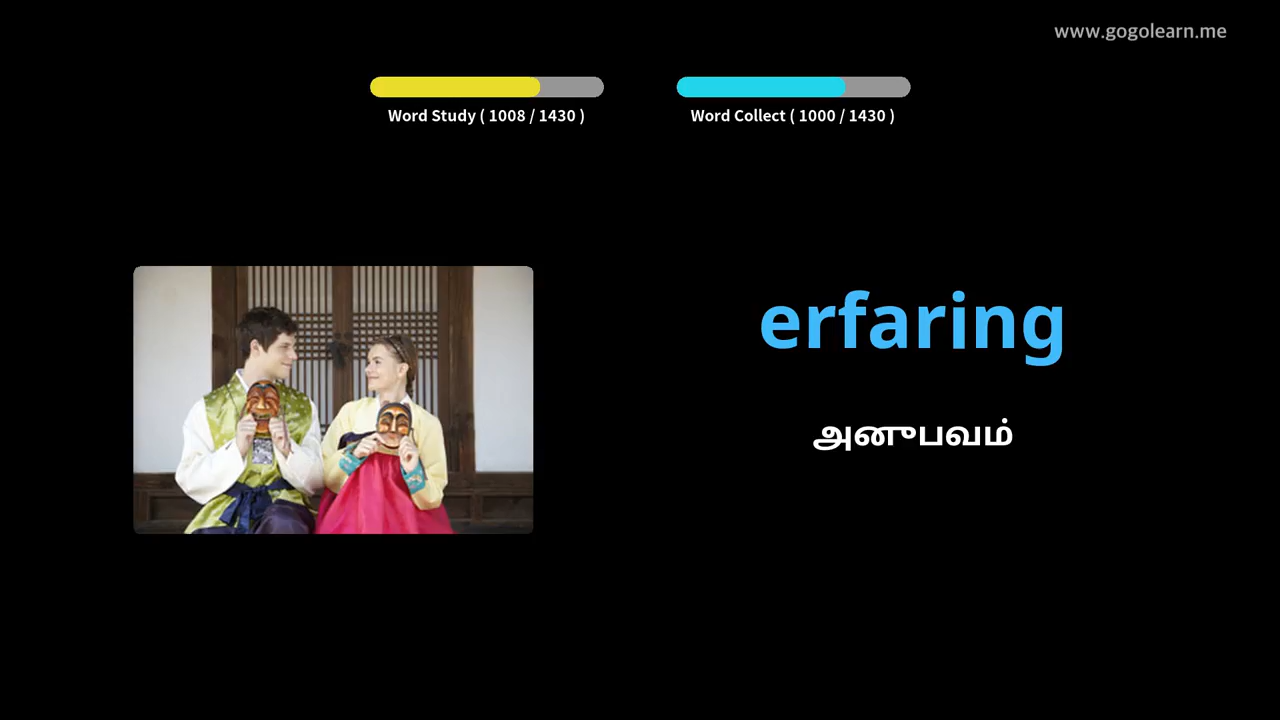 www.gogolearn.me
Word Study ( 1008 / 1430 )
Word Collect ( 1000 / 1430 )
erfaring
அனுபவம்